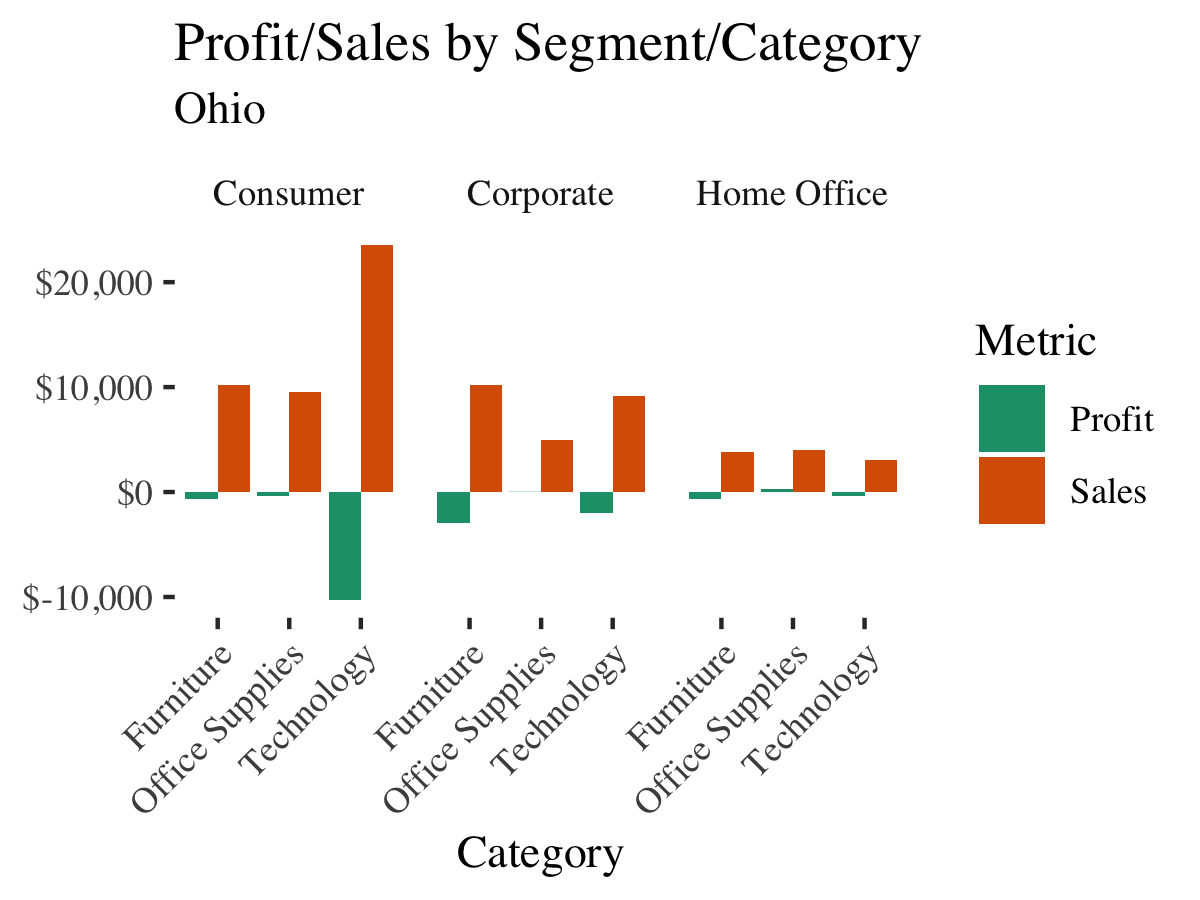 Profit/Sales by Segment/Category
Ohio
Consumer
Corporate
Home Office
$20,000
$10,000
$0
$-10,000
Furniture
Office Supplies
Technology
Furniture
Office Supplies
Technology
Furniture
Office Supplies
Technology
Category
Metric
Profit
Sales